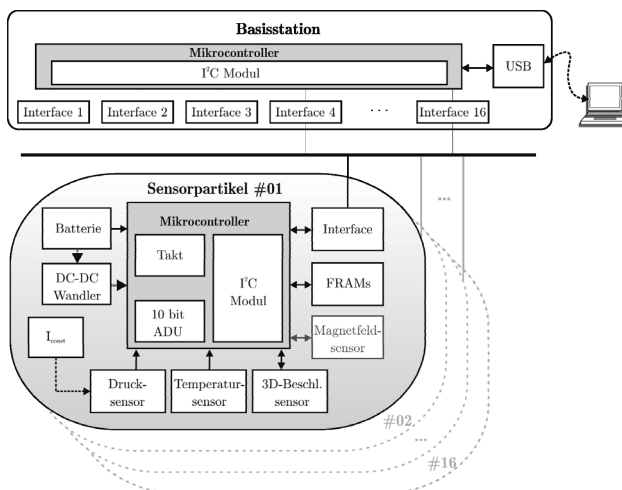 Basisstation
Mikrocontroller
I²C Modul
USB
Interface 1
Interface 2
Interface 3
Interface 4
...
Interface 16
...
Sensorpartikel #01
Batterie
Mikrocontroller
Interface
Takt
DC-DC
Wandler
I²C
Modul
FRAMs
10 bit
ADU
Magnetfeld-
sensor
Iconst
Druck-
sensor
Temperatur-
sensor
3D-Beschl.
sensor
#02
...
#16